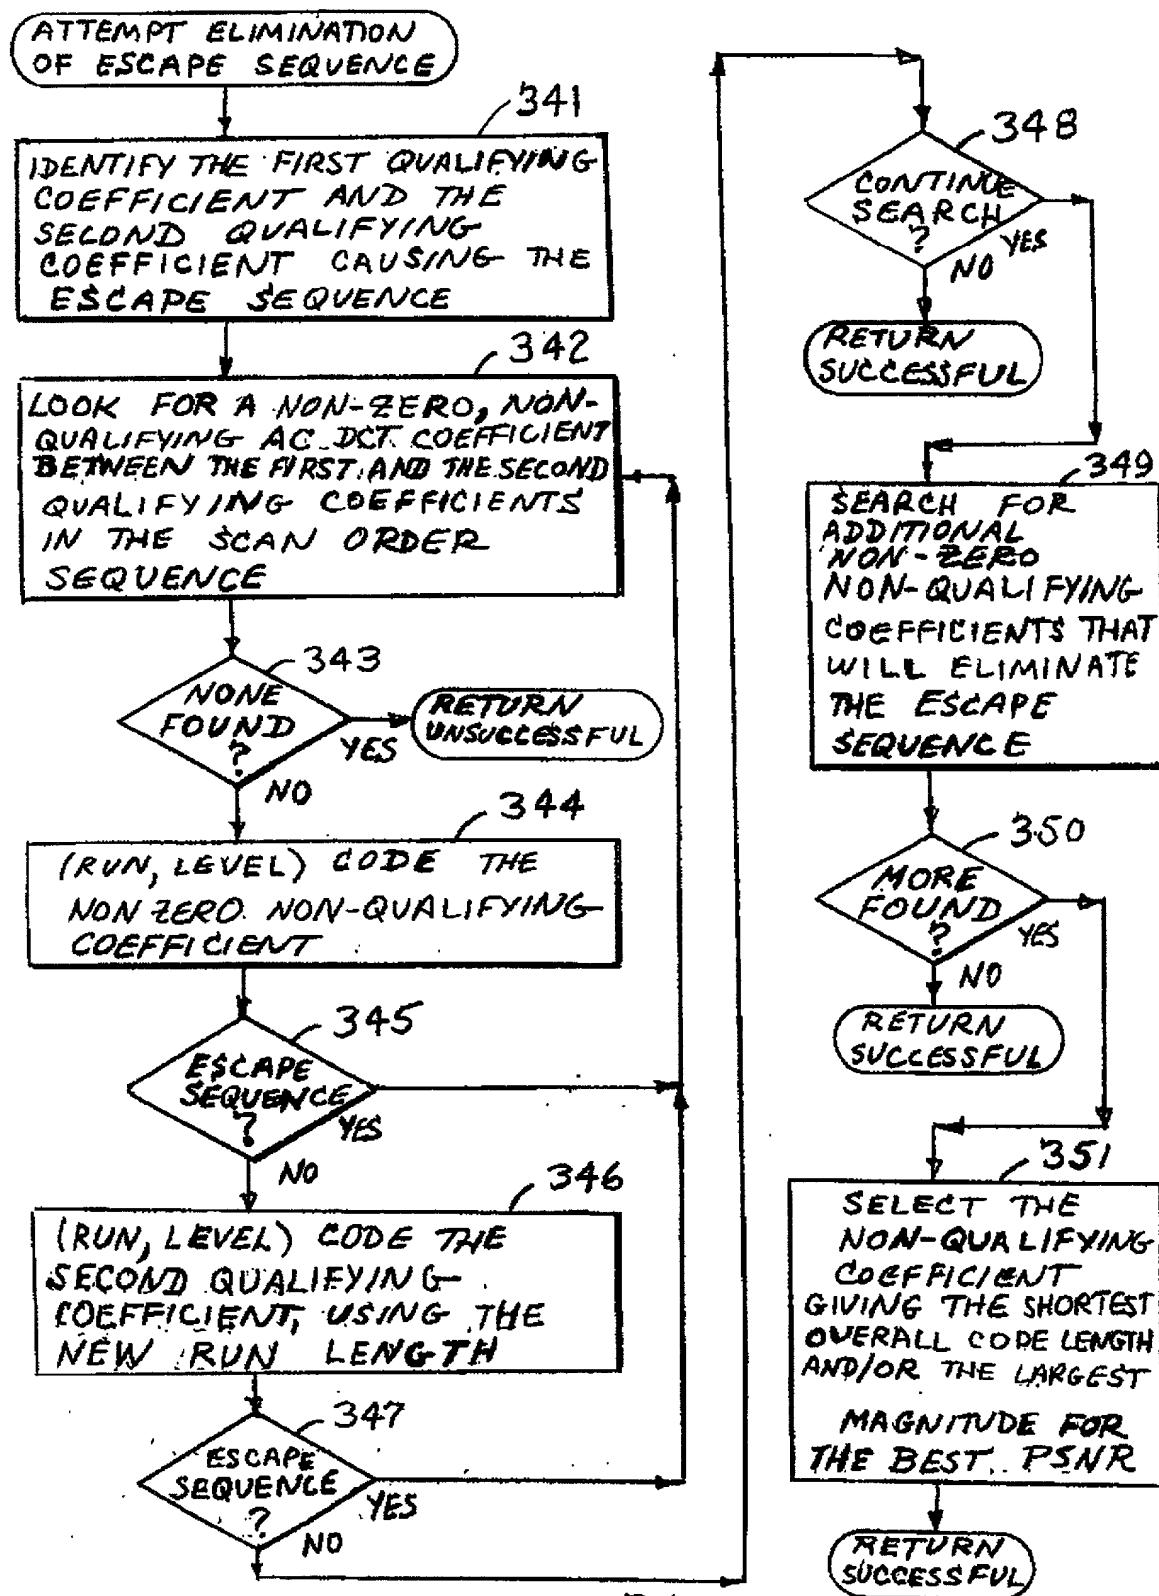 ATTEMPT ELIMINATION
OF ESCAPE SEQUENCE
341
IDENTIFY THE FIRST QUALIFYING
COEFFICIENT AND THE
SECOND QUALIFYING
COEFFICIENT CAUSING THE
ESCAPE SEQUENCE
342
LOOK FOR A NON-ZERO, NON-
QUALIFYING AC DCT COEFFICIENT
BETWEEN THE FIRST AND THE SECOND
QUALIFYING COEFFICIENTS
IN THE SCAN ORDER
SEQUENCE
343
NONE
FOUND
?
YES
NO
RETURN
UNSUCCESSFUL
344
(RUN, LEVEL) CODE THE
NON ZERO NON-QUALIFYING
COEFFICIENT
345
ESCAPE
SEQUENCE
?
YES
NO
346
(RUN, LEVEL) CODE THE
SECOND QUALIFYING
COEFFICIENT, USING THE
NEW RUN LENGTH
347
ESCAPE
SEQUENCE
?
YES
NO
348
CONTINUE
SEARCH
?
YES
NO
RETURN
SUCCESSFUL
349
SEARCH FOR
ADDITIONAL
NON-ZERO
NON-QUALIFYING
COEFFICIENTS THAT
WILL ELIMINATE
THE ESCAPE
SEQUENCE
350
MORE
FOUND
?
YES
NO
RETURN
SUCCESSFUL
351
SELECT THE
NON-QUALIFYING
COEFFICIENT
GIVING THE SHORTEST
OVERALL CODE LENGTH
AND/OR THE LARGEST
MAGNITUDE FOR
THE BEST PSNR
RETURN
SUCCESSFUL